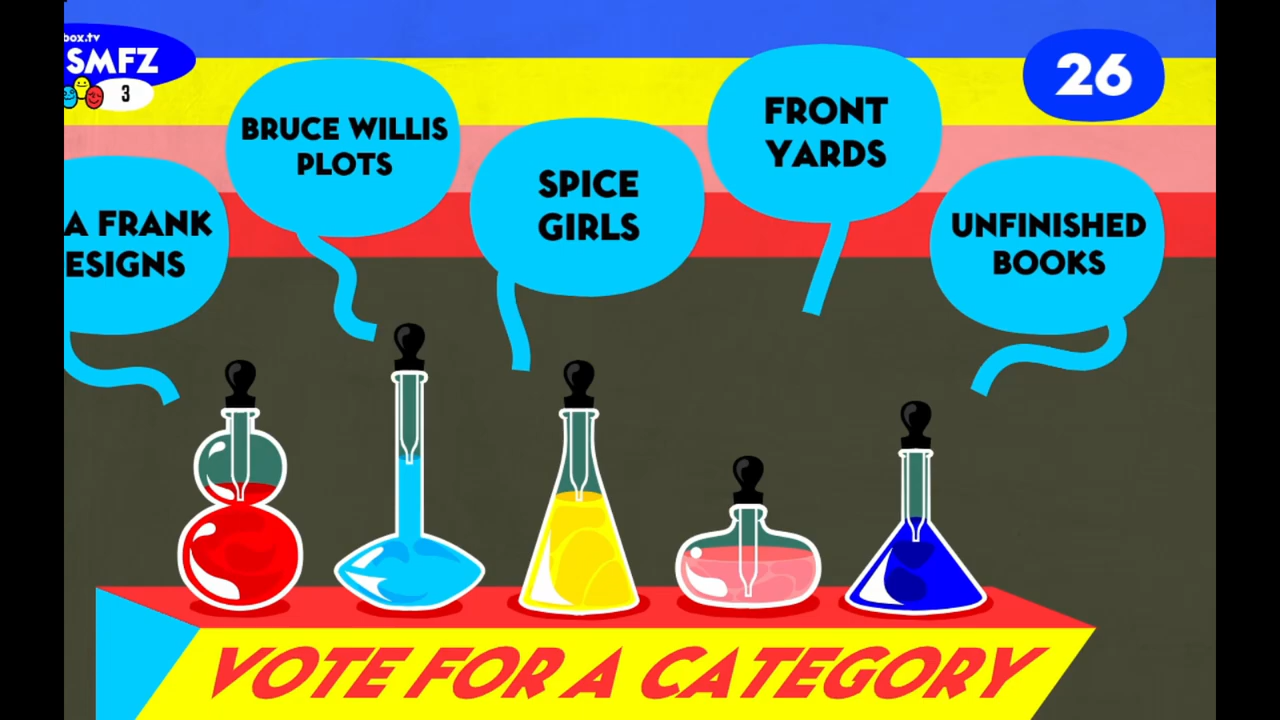 box.tv
SMFZ
3
26
A FRANK
ESIGNS
BRUCE WILLIS
PLOTS
SPICE
GIRLS
FRONT
YARDS
UNFINISHED
BOOKS
VOTE FOR A CATEGORY